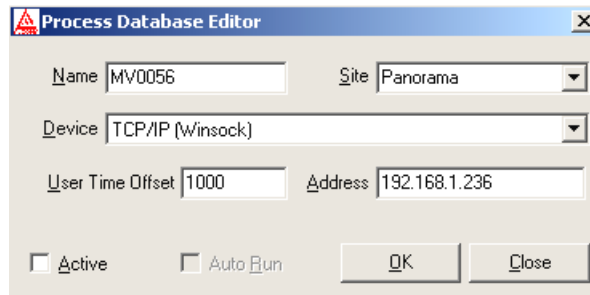 Process Database Editor
Name MV0056 Site Panorama
Device TCP/IP (Winsock)
User Time Offset 1000 Address 192.168.1.236
Active Auto Run OK Close